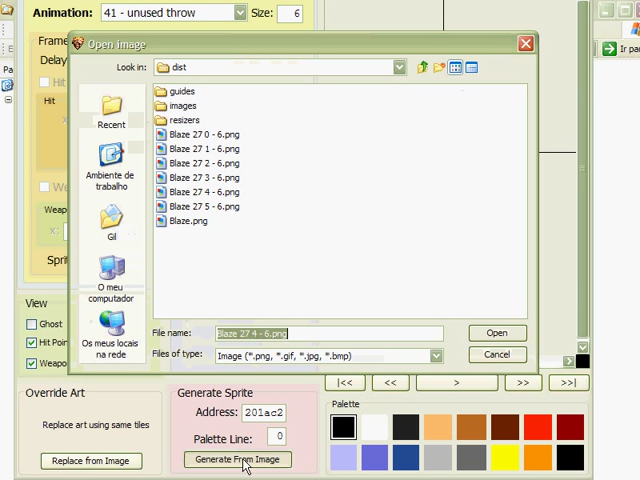 Animation: 41 - unused throw Size: 6
Open image
Look in: dist
Frame
Delay
Hit
Hit
x:
We
Weapo
x:
Sprit
Recent
Ambiente de trabalho
Gil
O meu computador
Os meus locais na rede
guides
images
resizers
Blaze 27 0 - 6.png
Blaze 27 1 - 6.png
Blaze 27 2 - 6.png
Blaze 27 3 - 6.png
Blaze 27 4 - 6.png
Blaze 27 5 - 6.png
Blaze.png
File name: Blaze 27 4 - 6.png Open
Files of type: Image (*.png, *.gif, *.jpg, *.bmp) Cancel
Ir pa
Pa
View
Ghost
Hit Poin
Weapo
|<< << > >> >>|
Override Art
Replace art using same tiles
Replace from Image
Generate Sprite
Address: 201ac2
Palette Line: 0
Generate From Image
Palette